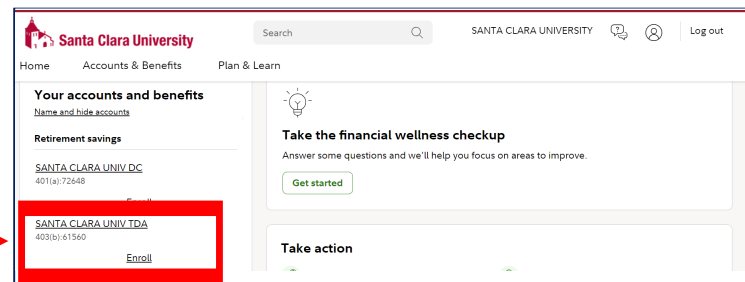 Santa Clara University
Search
SANTA CLARA UNIVERSITY
Log out
Home
Accounts & Benefits
Plan & Learn
Your accounts and benefits
Name and hide accounts
Retirement savings
SANTA CLARA UNIV DC
401(a):72648
Enroll
SANTA CLARA UNIV TDA
403(b):61560
Enroll
Take the financial wellness checkup
Answer some questions and we'll help you focus on areas to improve.
Get started
Take action